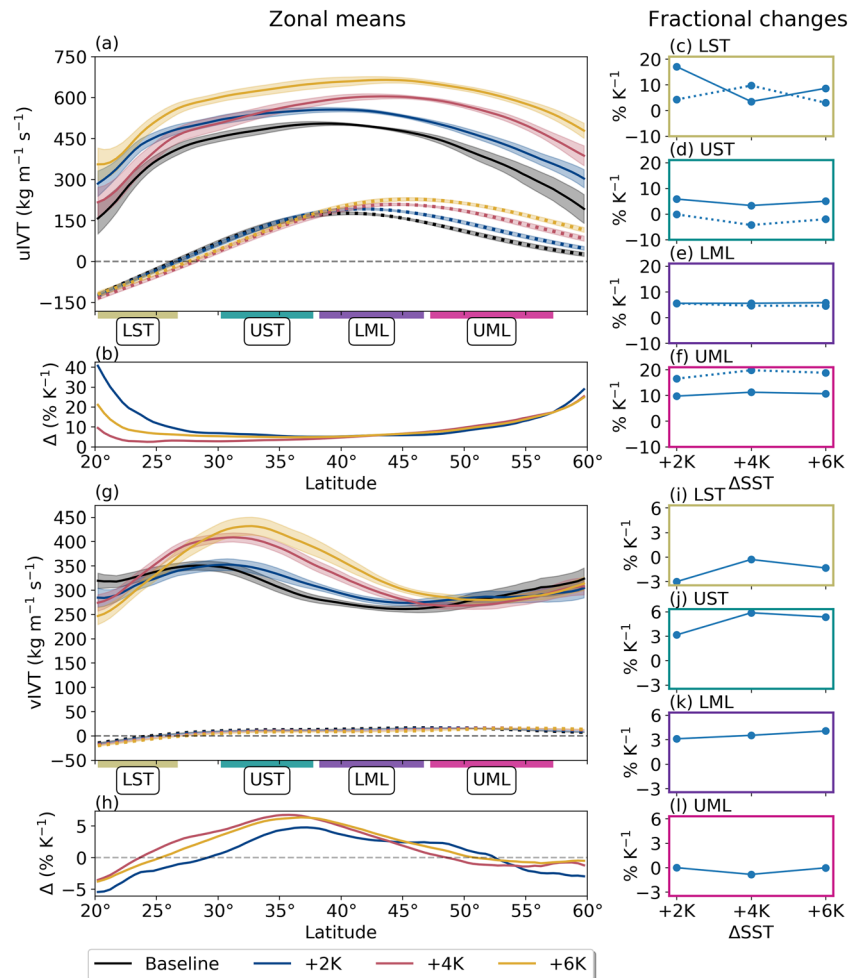 Zonal means
Fractional changes
(a)
750
600
450
300
150
0
−150
uIVT (kg m⁻¹ s⁻¹)
LST
UST
LML
UML
(b)
40
30
20
10
0
Δ (% K⁻¹)
20° 25° 30° 35° 40° 45° 50° 55° 60°
Latitude
(c) LST
20
10
0
−10
% K⁻¹
(d) UST
20
10
0
−10
% K⁻¹
(e) LML
20
10
0
−10
% K⁻¹
(f) UML
20
10
0
−10
% K⁻¹
+2K +4K +6K
ΔSST
(g)
450
400
350
300
250
200
150
100
50
0
−50
vIVT (kg m⁻¹ s⁻¹)
LST
UST
LML
UML
(h)
5
0
−5
Δ (% K⁻¹)
20° 25° 30° 35° 40° 45° 50° 55° 60°
Latitude
(i) LST
6
3
0
−3
% K⁻¹
(j) UST
6
3
0
−3
% K⁻¹
(k) LML
6
3
0
−3
% K⁻¹
(l) UML
6
3
0
−3
% K⁻¹
+2K +4K +6K
ΔSST
Baseline +2K +4K +6K